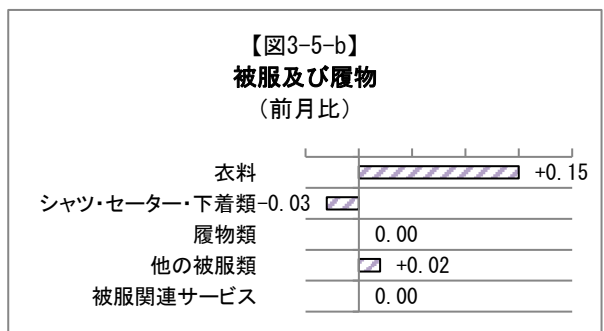 【図3-5-b】
被服及び履物
（前月比）
衣料 +0.15
シャツ・セーター・下着類 -0.03
履物類 0.00
他の被服類 +0.02
被服関連サービス 0.00